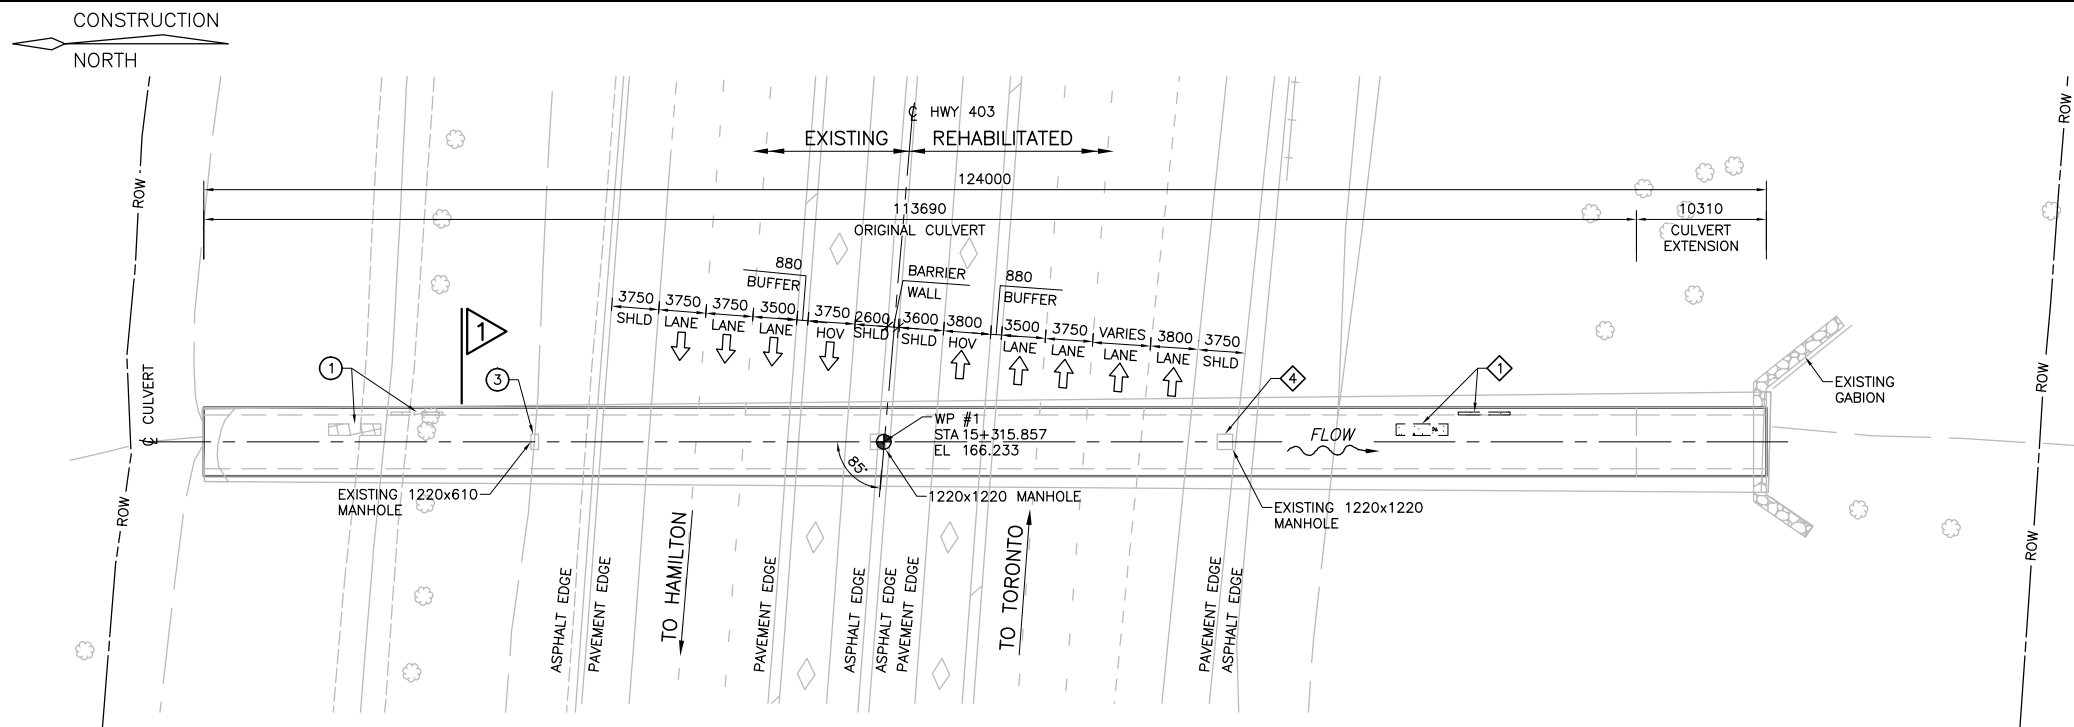 CONSTRUCTION
NORTH
℄ HWY 403
EXISTING
REHABILITATED
124000
113690
ORIGINAL CULVERT
10310
CULVERT
EXTENSION
ROW
ROW
880
BUFFER
BARRIER
WALL
880
BUFFER
3750
SHLD
3750
LANE
3750
LANE
3500
LANE
3750
HOV
2600
SHLD
3600
SHLD
3800
HOV
3500
LANE
3750
LANE
VARIES
LANE
3800
LANE
3750
SHLD
1
1
3
4
1
℄ CULVERT
ROW
EXISTING
GABION
WP #1
STA 15+315.857
EL 166.233
FLOW
85°
EXISTING 1220x610
MANHOLE
1220x1220 MANHOLE
EXISTING 1220x1220
MANHOLE
ROW
ROW
ASPHALT EDGE
PAVEMENT EDGE
TO HAMILTON
PAVEMENT EDGE
ASPHALT EDGE
ASPHALT EDGE
PAVEMENT EDGE
TO TORONTO
PAVEMENT EDGE
ASPHALT EDGE